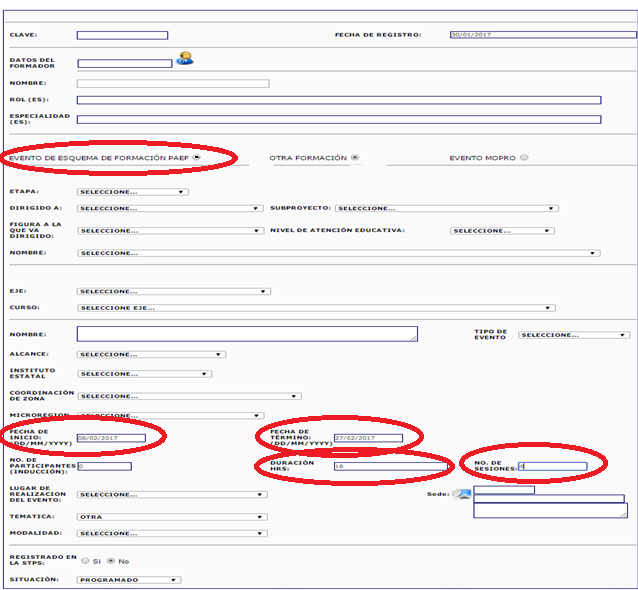 CLAVE: FECHA DE REGISTRO: 30/01/2017
DATOS DEL
FORMADOR
NOMBRE:
ROL (ES):
ESPECIALIDAD
(ES):
EVENTO DE ESQUEMA DE FORMACIÓN PAEF OTRA FORMACIÓN EVENTO MOPRO
ETAPA: SELECCIONE...
DIRIGIDO A: SELECCIONE... SUBPROYECTO: SELECCIONE...
FIGURA A LA
QUE VA
DIRIGIDO: SELECCIONE... NIVEL DE ATENCIÓN EDUCATIVA: SELECCIONE...
NOMBRE: SELECCIONE...
EJE: SELECCIONE...
CURSO: SELECCIONE EJE...
NOMBRE: TIPO DE
EVENTO SELECCIONE...
ALCANCE: SELECCIONE...
INSTITUTO
ESTATAL SELECCIONE...
COORDINACIÓN
DE ZONA SELECCIONE...
MICROREGION SELECCIONE...
FECHA DE
INICIO:
(DD/MM/YYYY) 08/02/2017
FECHA DE
TÉRMINO:
(DD/MM/YYYY) 27/02/2017
NO. DE
PARTICIPANTES
(INDUCCIÓN): 0
DURACIÓN
HRS: 16
NO. DE
SESIONES: 4
LUGAR DE
REALIZACION
DEL EVENTO: SELECCIONE... Sede:
TEMATICA: OTRA
MODALIDAD: SELECCIONE...
REGISTRADO EN
LA STPS: Si No
SITUACIÓN: PROGRAMADO